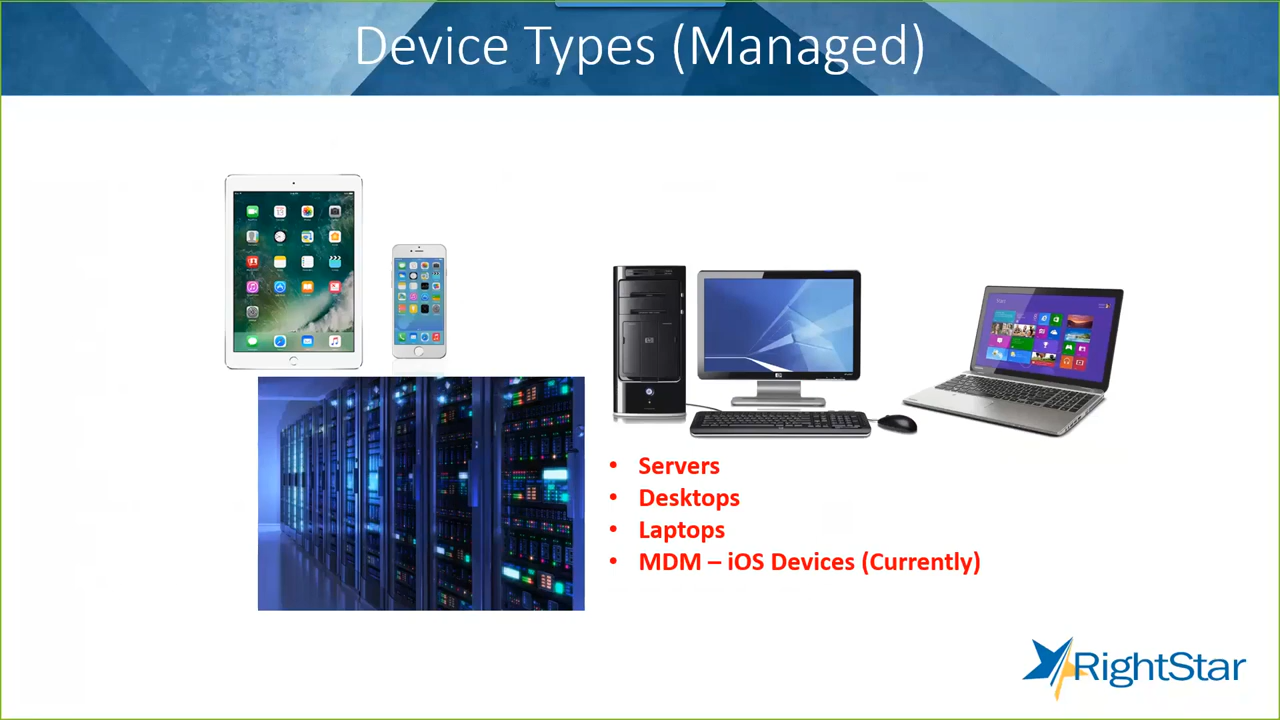 Device Types (Managed)
• Servers
• Desktops
• Laptops
• MDM – iOS Devices (Currently)
RightStar